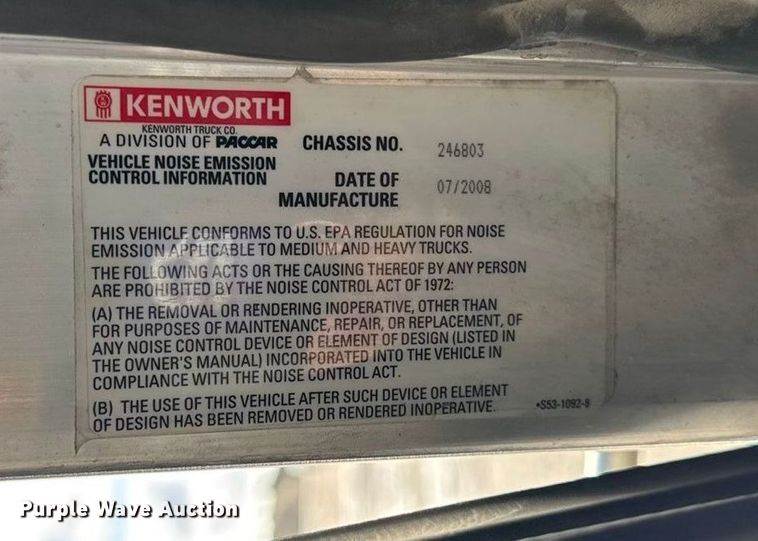 KENWORTH
KENWORTH TRUCK CO.
A DIVISION OF PACCAR
VEHICLE NOISE EMISSION
CONTROL INFORMATION
CHASSIS NO. 246803
DATE OF
MANUFACTURE 07/2008
THIS VEHICLE CONFORMS TO U.S. EPA REGULATION FOR NOISE
EMISSION APPLICABLE TO MEDIUM AND HEAVY TRUCKS.
THE FOLLOWING ACTS OR THE CAUSING THEREOF BY ANY PERSON
ARE PROHIBITED BY THE NOISE CONTROL ACT OF 1972:
(A) THE REMOVAL OR RENDERING INOPERATIVE, OTHER THAN
FOR PURPOSES OF MAINTENANCE, REPAIR, OR REPLACEMENT, OF
ANY NOISE CONTROL DEVICE OR ELEMENT OF DESIGN (LISTED IN
THE OWNER'S MANUAL) INCORPORATED INTO THE VEHICLE IN
COMPLIANCE WITH THE NOISE CONTROL ACT.
(B) THE USE OF THIS VEHICLE AFTER SUCH DEVICE OR ELEMENT
OF DESIGN HAS BEEN REMOVED OR RENDERED INOPERATIVE.
•S53-1092-9
Purple Wave Auction